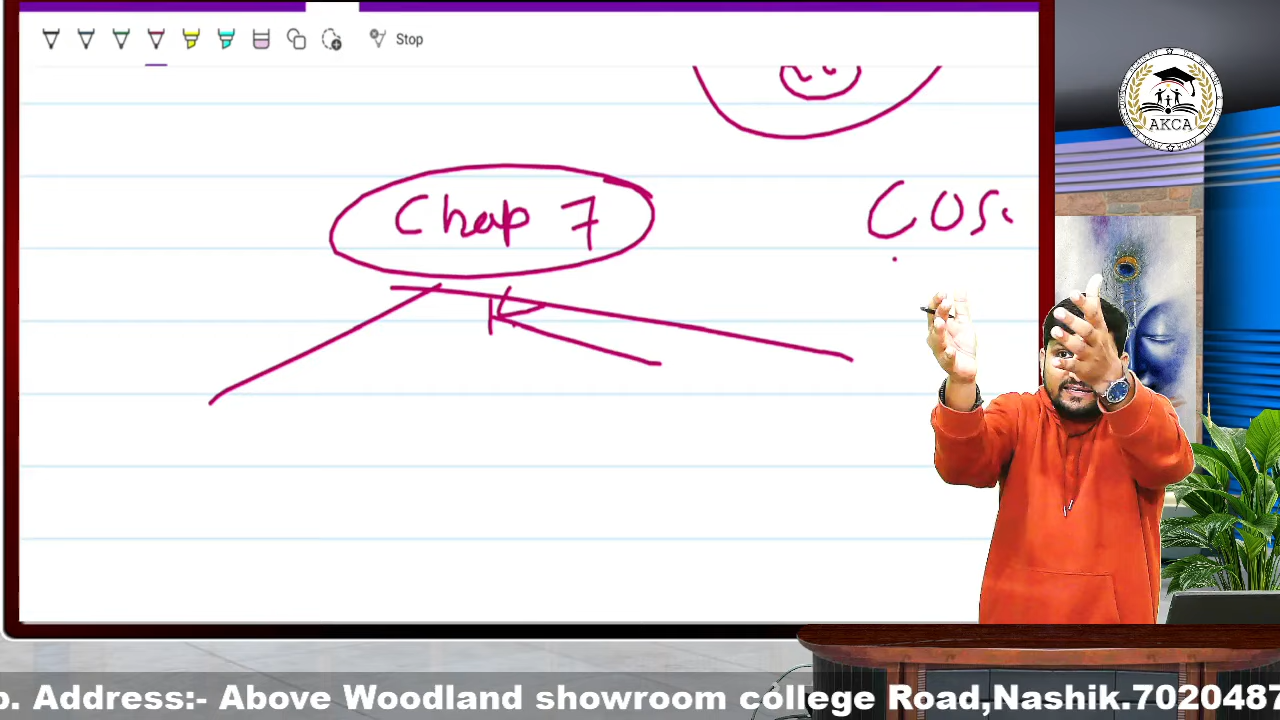 Stop
AKCA
Chap 7
COS
p. Address:- Above Woodland showroom college Road,Nashik.7020487